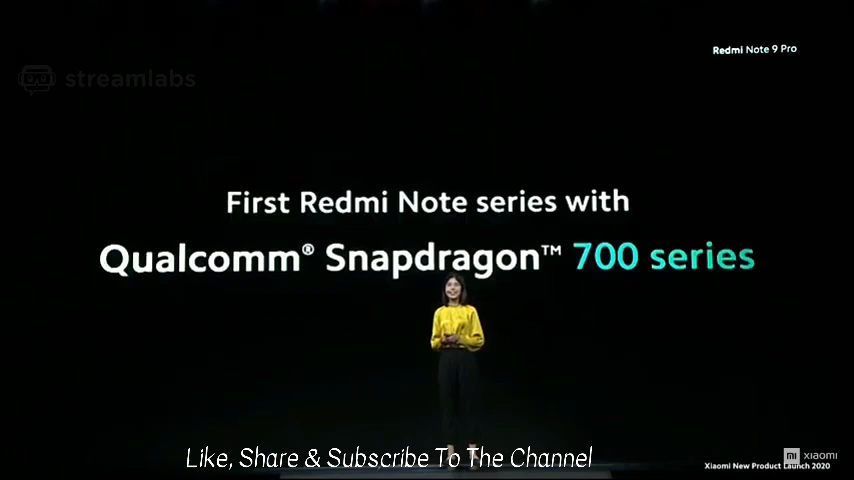 Redmi Note 9 Pro
streamlabs
First Redmi Note series with
Qualcomm® Snapdragon™ 700 series
Like, Share & Subscribe To The Channel
mi xiaomi
Xiaomi New Product Launch 2020